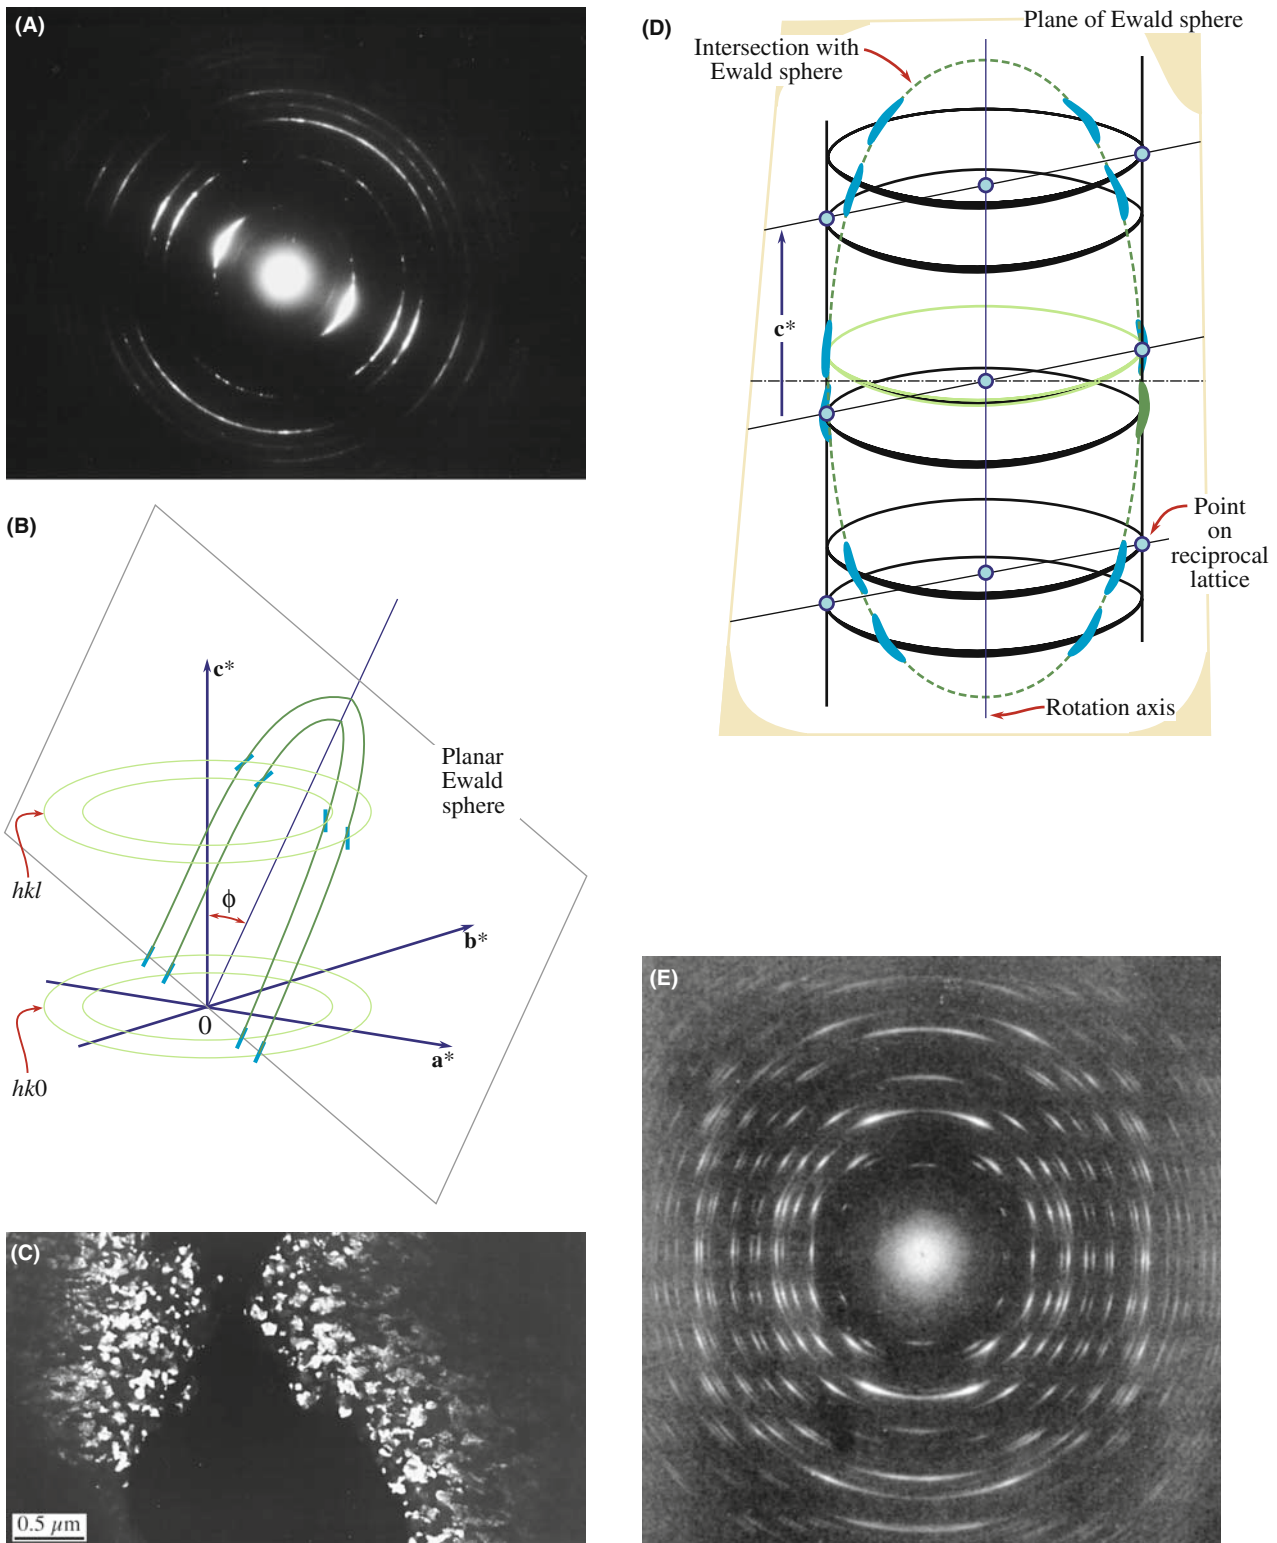 (A)
(B)
c*
Planar
Ewald
sphere
hkl
ϕ
b*
0
a*
hk0
(C)
0.5 µm
(D)
Plane of Ewald sphere
Intersection with
Ewald sphere
c*
Point
on
reciprocal
lattice
Rotation axis
(E)